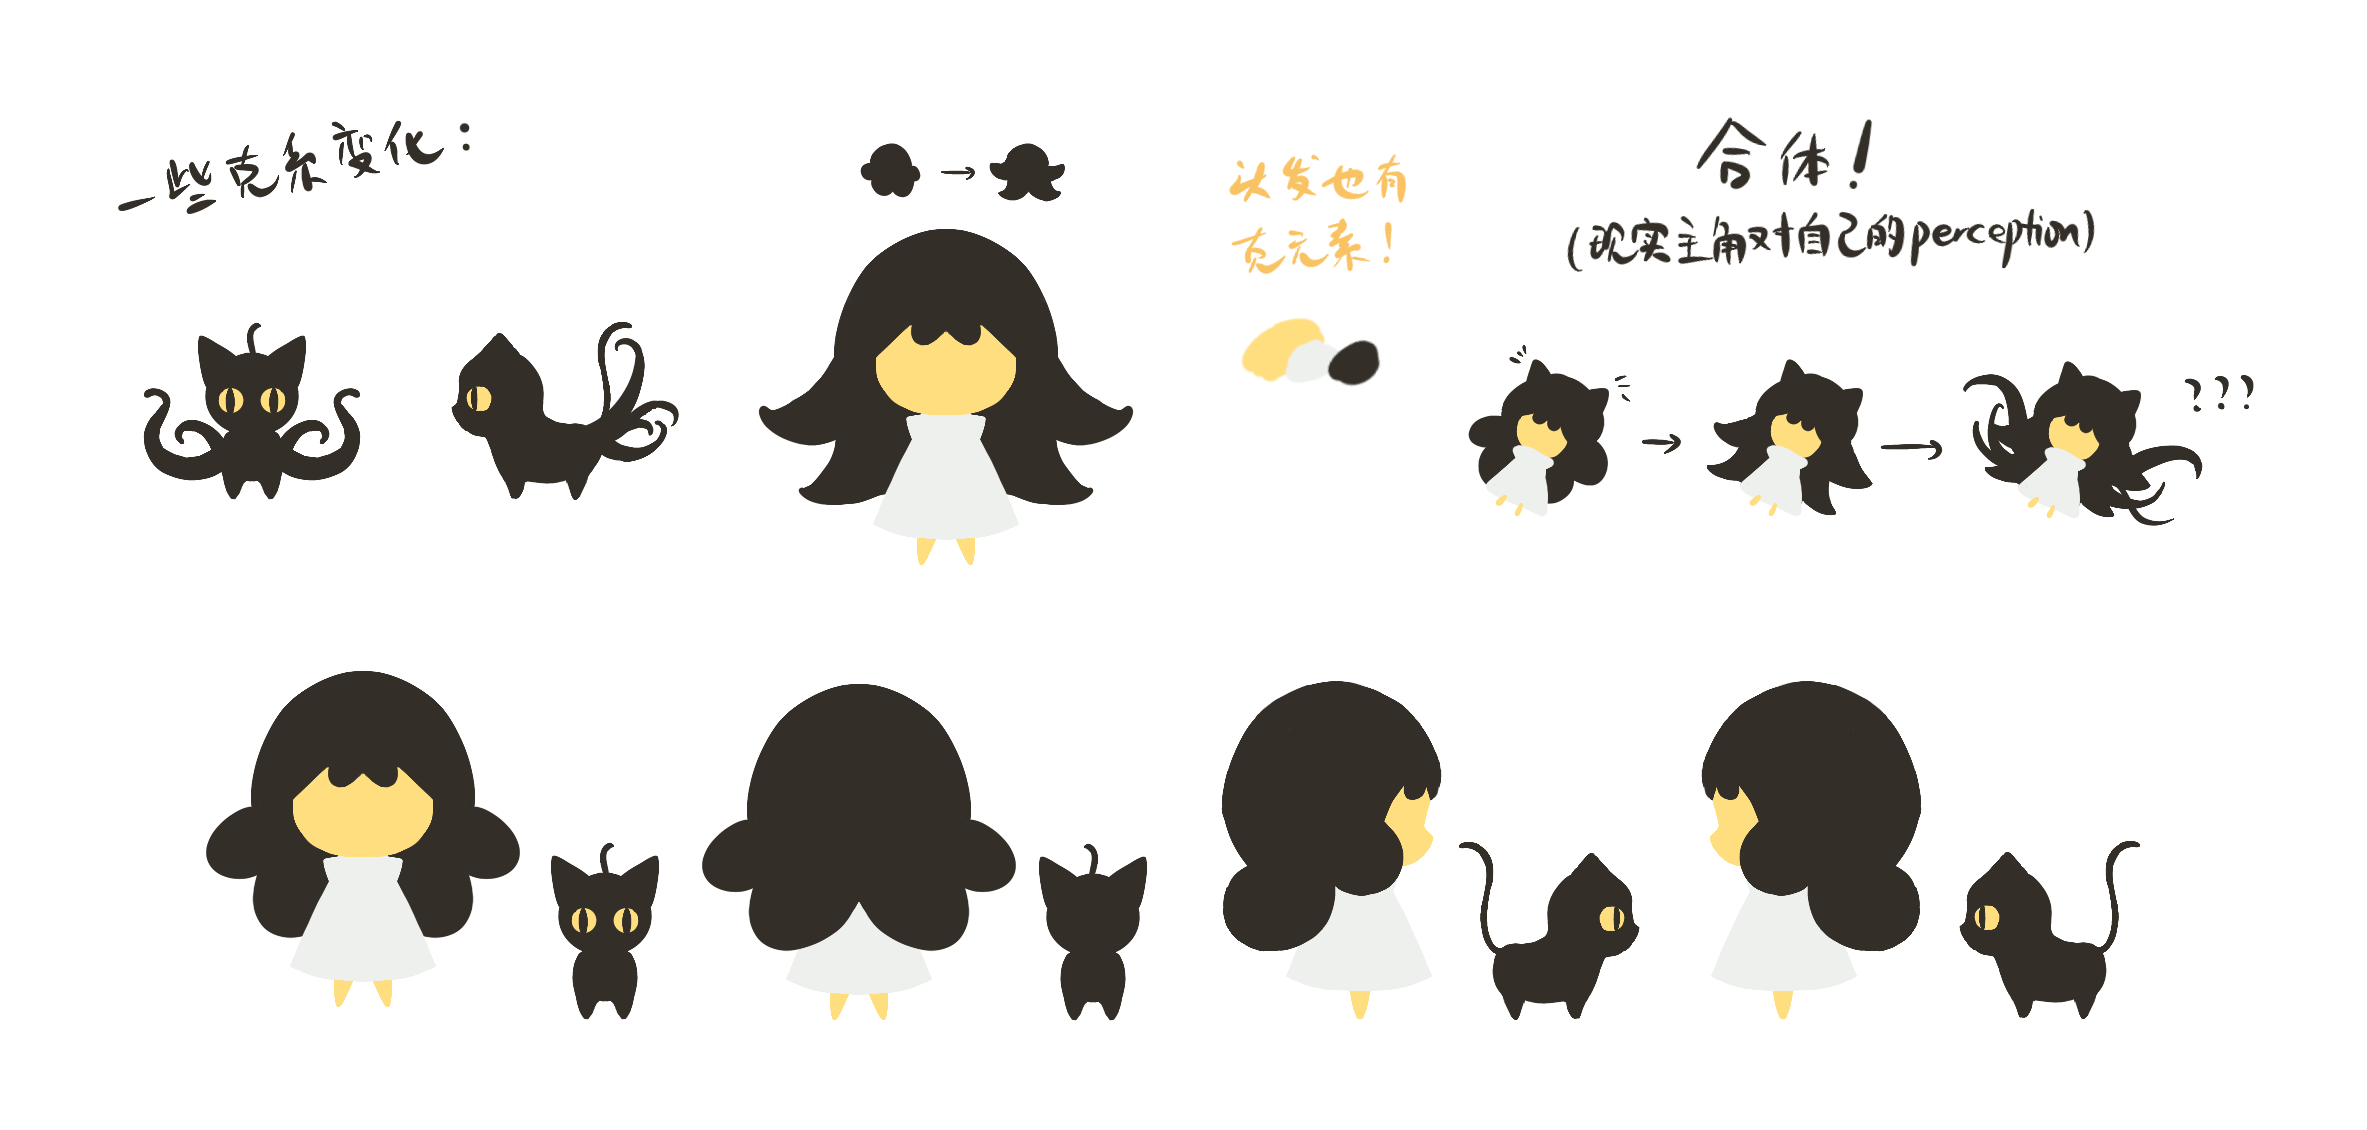 一些克系变化：
头发也有
克元素！
合体！
(现实主角对自己的perception)
???